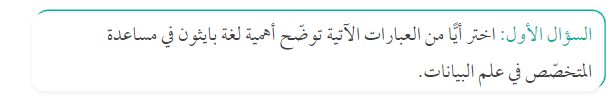 السؤال الأول: اختر أيًّا من العبارات الآتية توضّح أهمية لغة بايثون في مساعدة
المتخصّص في علم البيانات.